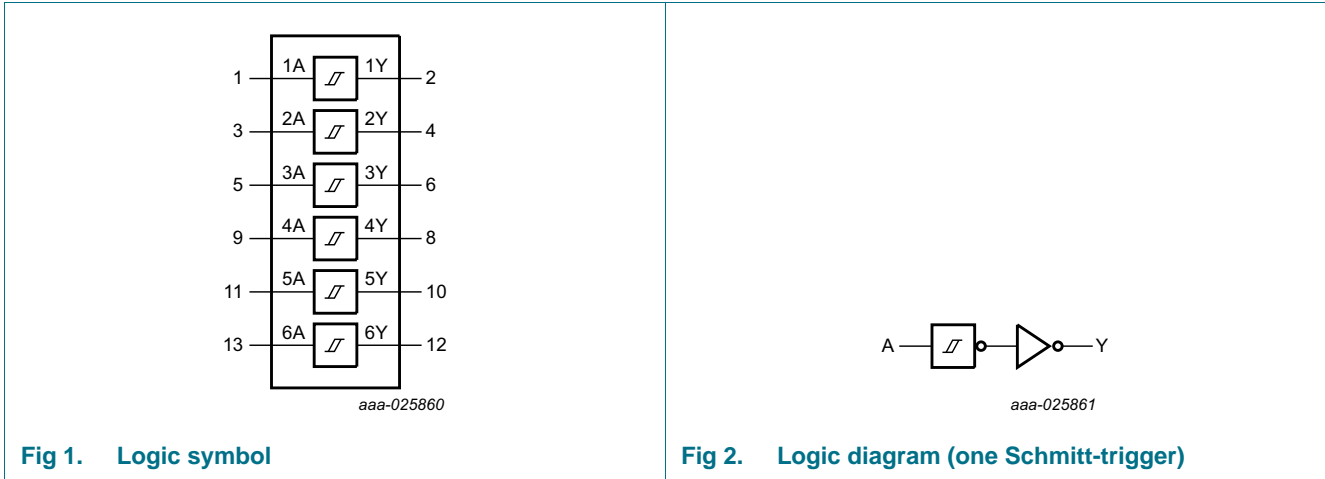 1 1A 1Y 2
3 2A 2Y 4
5 3A 3Y 6
9 4A 4Y 8
11 5A 5Y 10
13 6A 6Y 12
aaa-025860
Fig 1. Logic symbol
A Y
aaa-025861
Fig 2. Logic diagram (one Schmitt-trigger)